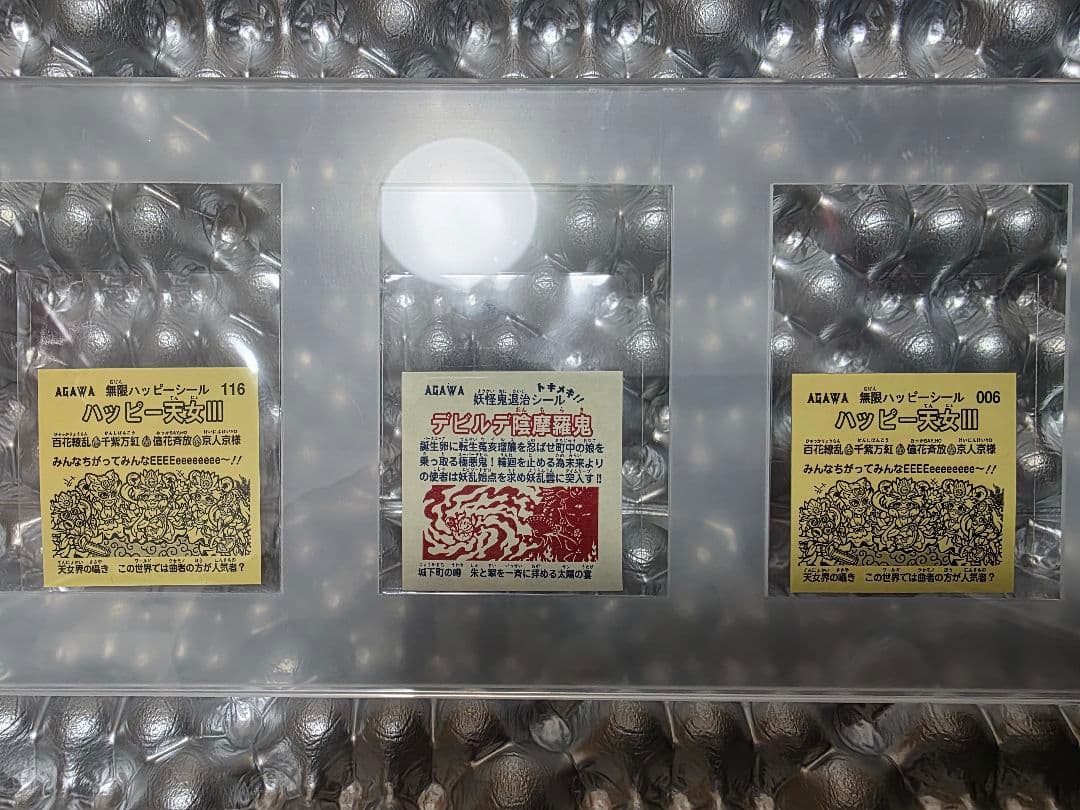 AGAWA 無限ハッピーシール 116
ハッピー天女III
百花繚乱 千紫万紅 億花斉放 京人京様
みんなちがってみんなEEEEeeeeeeeee〜!!
天女界の囁き この世界では曲者の方が人気者?
AGAWA 妖怪鬼退治シール トキメキ!!
デビルデ陰摩羅鬼
誕生卵に転生菟芺瑠璃を忍ばせ町中の娘を
乗っ取る極悪鬼!輪廻を止める為未来より
の使者は妖乱始点を求め妖乱雲に突入す!!
城下町の噂 朱と翠を一斉に拝める太陽の宴
AGAWA 無限ハッピーシール 006
ハッピー天女III
百花繚乱 千紫万紅 億花斉放 京人京様
みんなちがってみんなEEEEeeeeeeeee〜!!
天女界の囁き この世界では曲者の方が人気者?